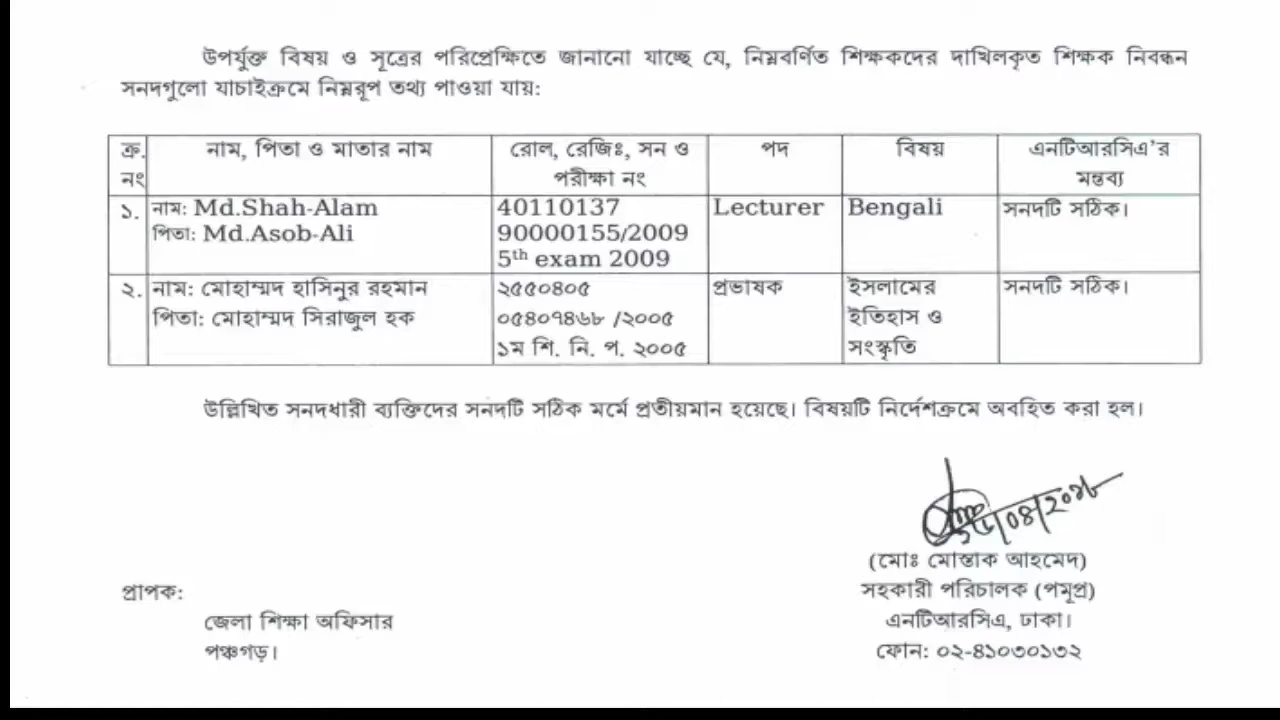 উপর্যুক্ত বিষয় ও সূত্রের পরিপ্রেক্ষিতে জানানো যাচ্ছে যে, নিম্নবর্ণিত শিক্ষকদের দাখিলকৃত শিক্ষক নিবন্ধন
সনদগুলো যাচাইক্রমে নিম্নরূপ তথ্য পাওয়া যায়:
ক্র. নং নাম, পিতা ও মাতার নাম রোল, রেজিঃ, সন ও পরীক্ষা নং পদ বিষয় এনটিআরসিএ’র মন্তব্য
১. নাম: Md.Shah-Alam 40110137 Lecturer Bengali সনদটি সঠিক।
পিতা: Md.Asob-Ali 90000155/2009
5th exam 2009
২. নাম: মোহাম্মদ হাসিনুর রহমান ২৫৫০৪০৫ প্রভাষক ইসলামের সনদটি সঠিক।
পিতা: মোহাম্মদ সিরাজুল হক ০৫৪০৭৪৬৮ /২০০৫ ইতিহাস ও
১ম শি. নি. প. ২০০৫ সংস্কৃতি
উল্লিখিত সনদধারী ব্যক্তিদের সনদটি সঠিক মর্মে প্রতীয়মান হয়েছে। বিষয়টি নির্দেশক্রমে অবহিত করা হল।
(মোঃ মোস্তাক আহমেদ)
সহকারী পরিচালক (পমূপ্র)
এনটিআরসিএ, ঢাকা।
ফোন: ০২-৪১০৩০১৩২
প্রাপক:
জেলা শিক্ষা অফিসার
পঞ্চগড়।